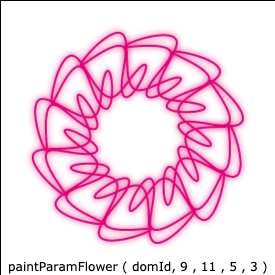 paintParamFlower ( domId, 9 , 11 , 5 , 3 )